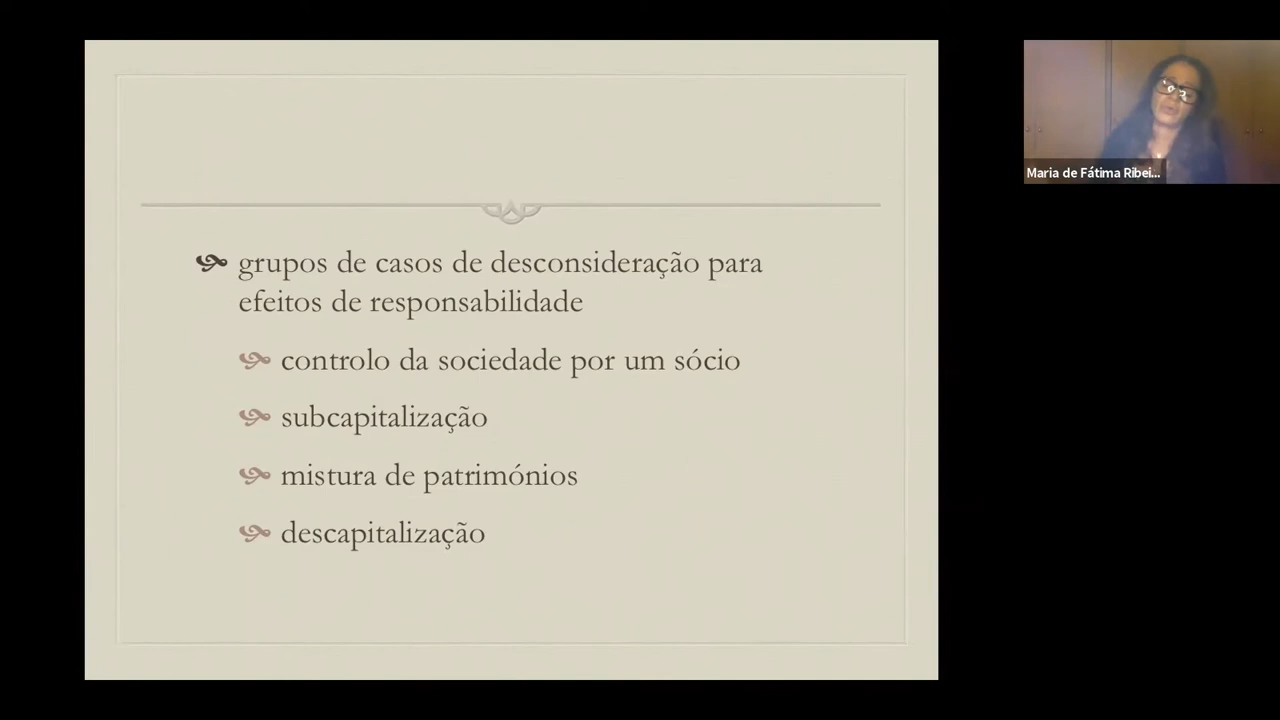 grupos de casos de desconsideração para
efeitos de responsabilidade
controlo da sociedade por um sócio
subcapitalização
mistura de patrimónios
descapitalização
Maria de Fátima Ribei...